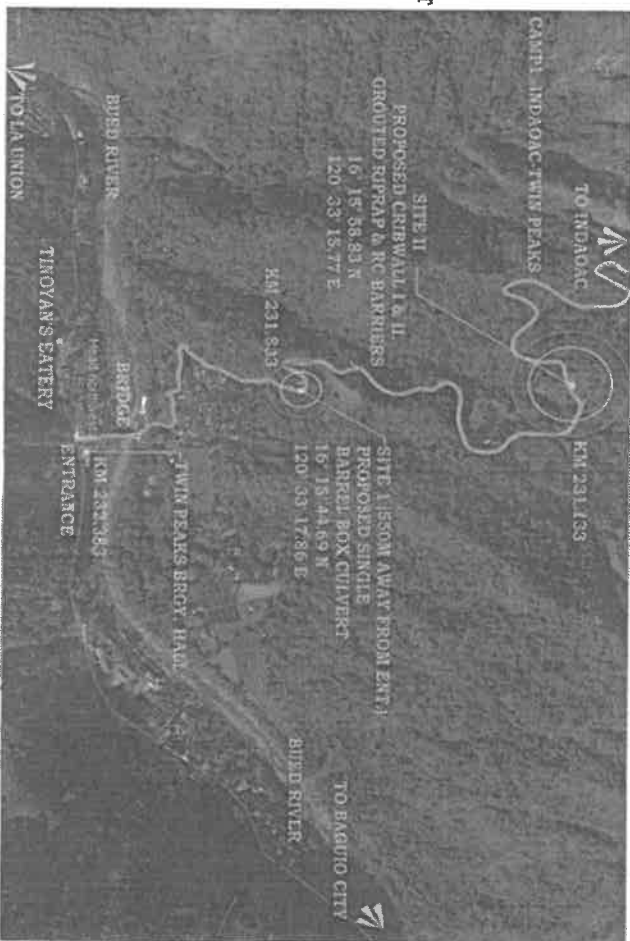 TO INDAOAC
CAMP 1 INDAOAC-TWIN PEAKS
KM 231.133
SITE II
PROPOSED CRIBWALL I & II,
GROUTED RIPRAP & RC BARRIERS
16° 15' 58.83 N
120° 33 15.77 E
KM 231.833
SITE 1 (550M AWAY FROM ENT.)
PROPOSED SINGLE
BARREL BOX CULVERT
16° 15' 44.69 N
120° 33 17.86 E
TO BAGUIO CITY
BUED RIVER
BUED RIVER
BRIDGE
TWIN PEAKS BRGY. HALL
KM 232.383
ENTRANCE
TINOYAN'S EATERY
TO LA UNION